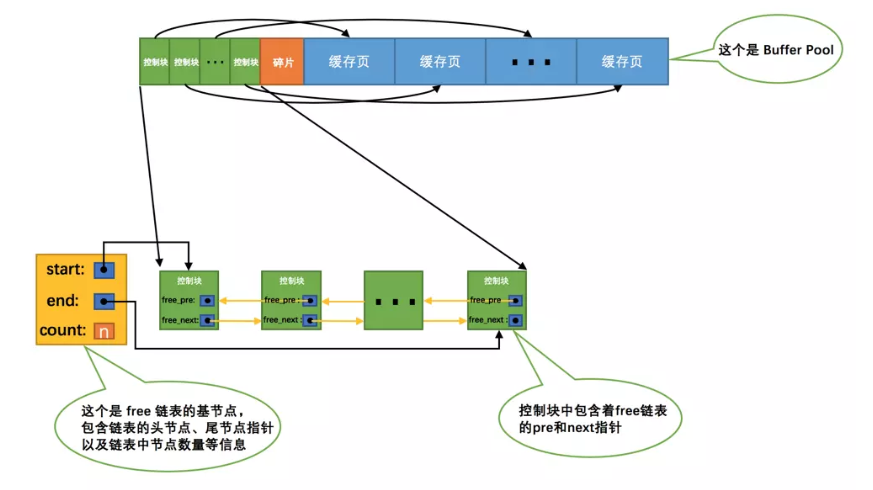 控制块 控制块 ··· 控制块 碎片 缓存页 缓存页 ··· 缓存页
这个是 Buffer Pool
start:
end:
count: n
控制块
free_pre:
free_next:
控制块
free_pre :
free_next :
···
控制块
free_pre
free_next :
这个是 free 链表的基节点,
包含链表的头节点、尾节点指针
以及链表中节点数量等信息
控制块中包含着free链表
的pre和next指针